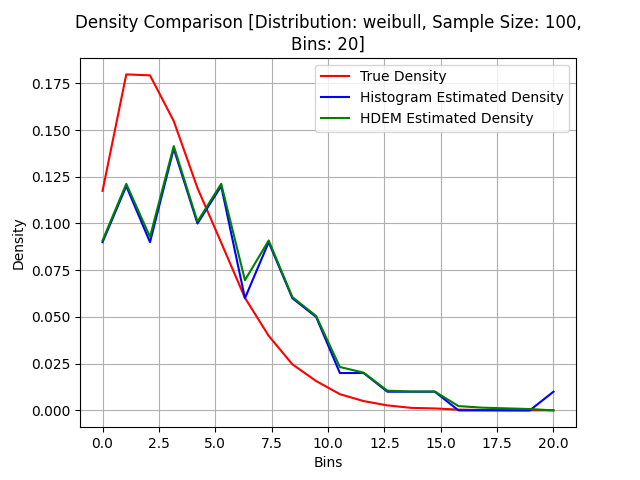 Density Comparison [Distribution: weibull, Sample Size: 100,
Bins: 20]
True Density
Histogram Estimated Density
HDEM Estimated Density
Density
0.175
0.150
0.125
0.100
0.075
0.050
0.025
0.000
0.0 2.5 5.0 7.5 10.0 12.5 15.0 17.5 20.0
Bins